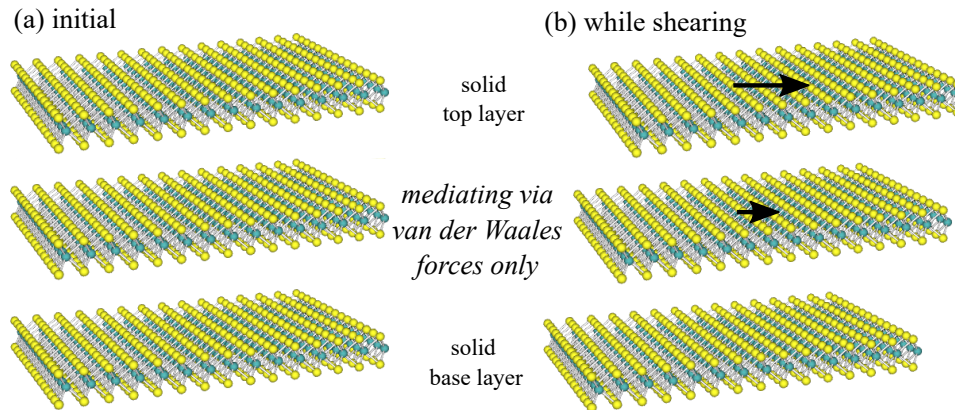 (a) initial
(b) while shearing
solid
top layer
mediating via
van der Waales
forces only
solid
base layer